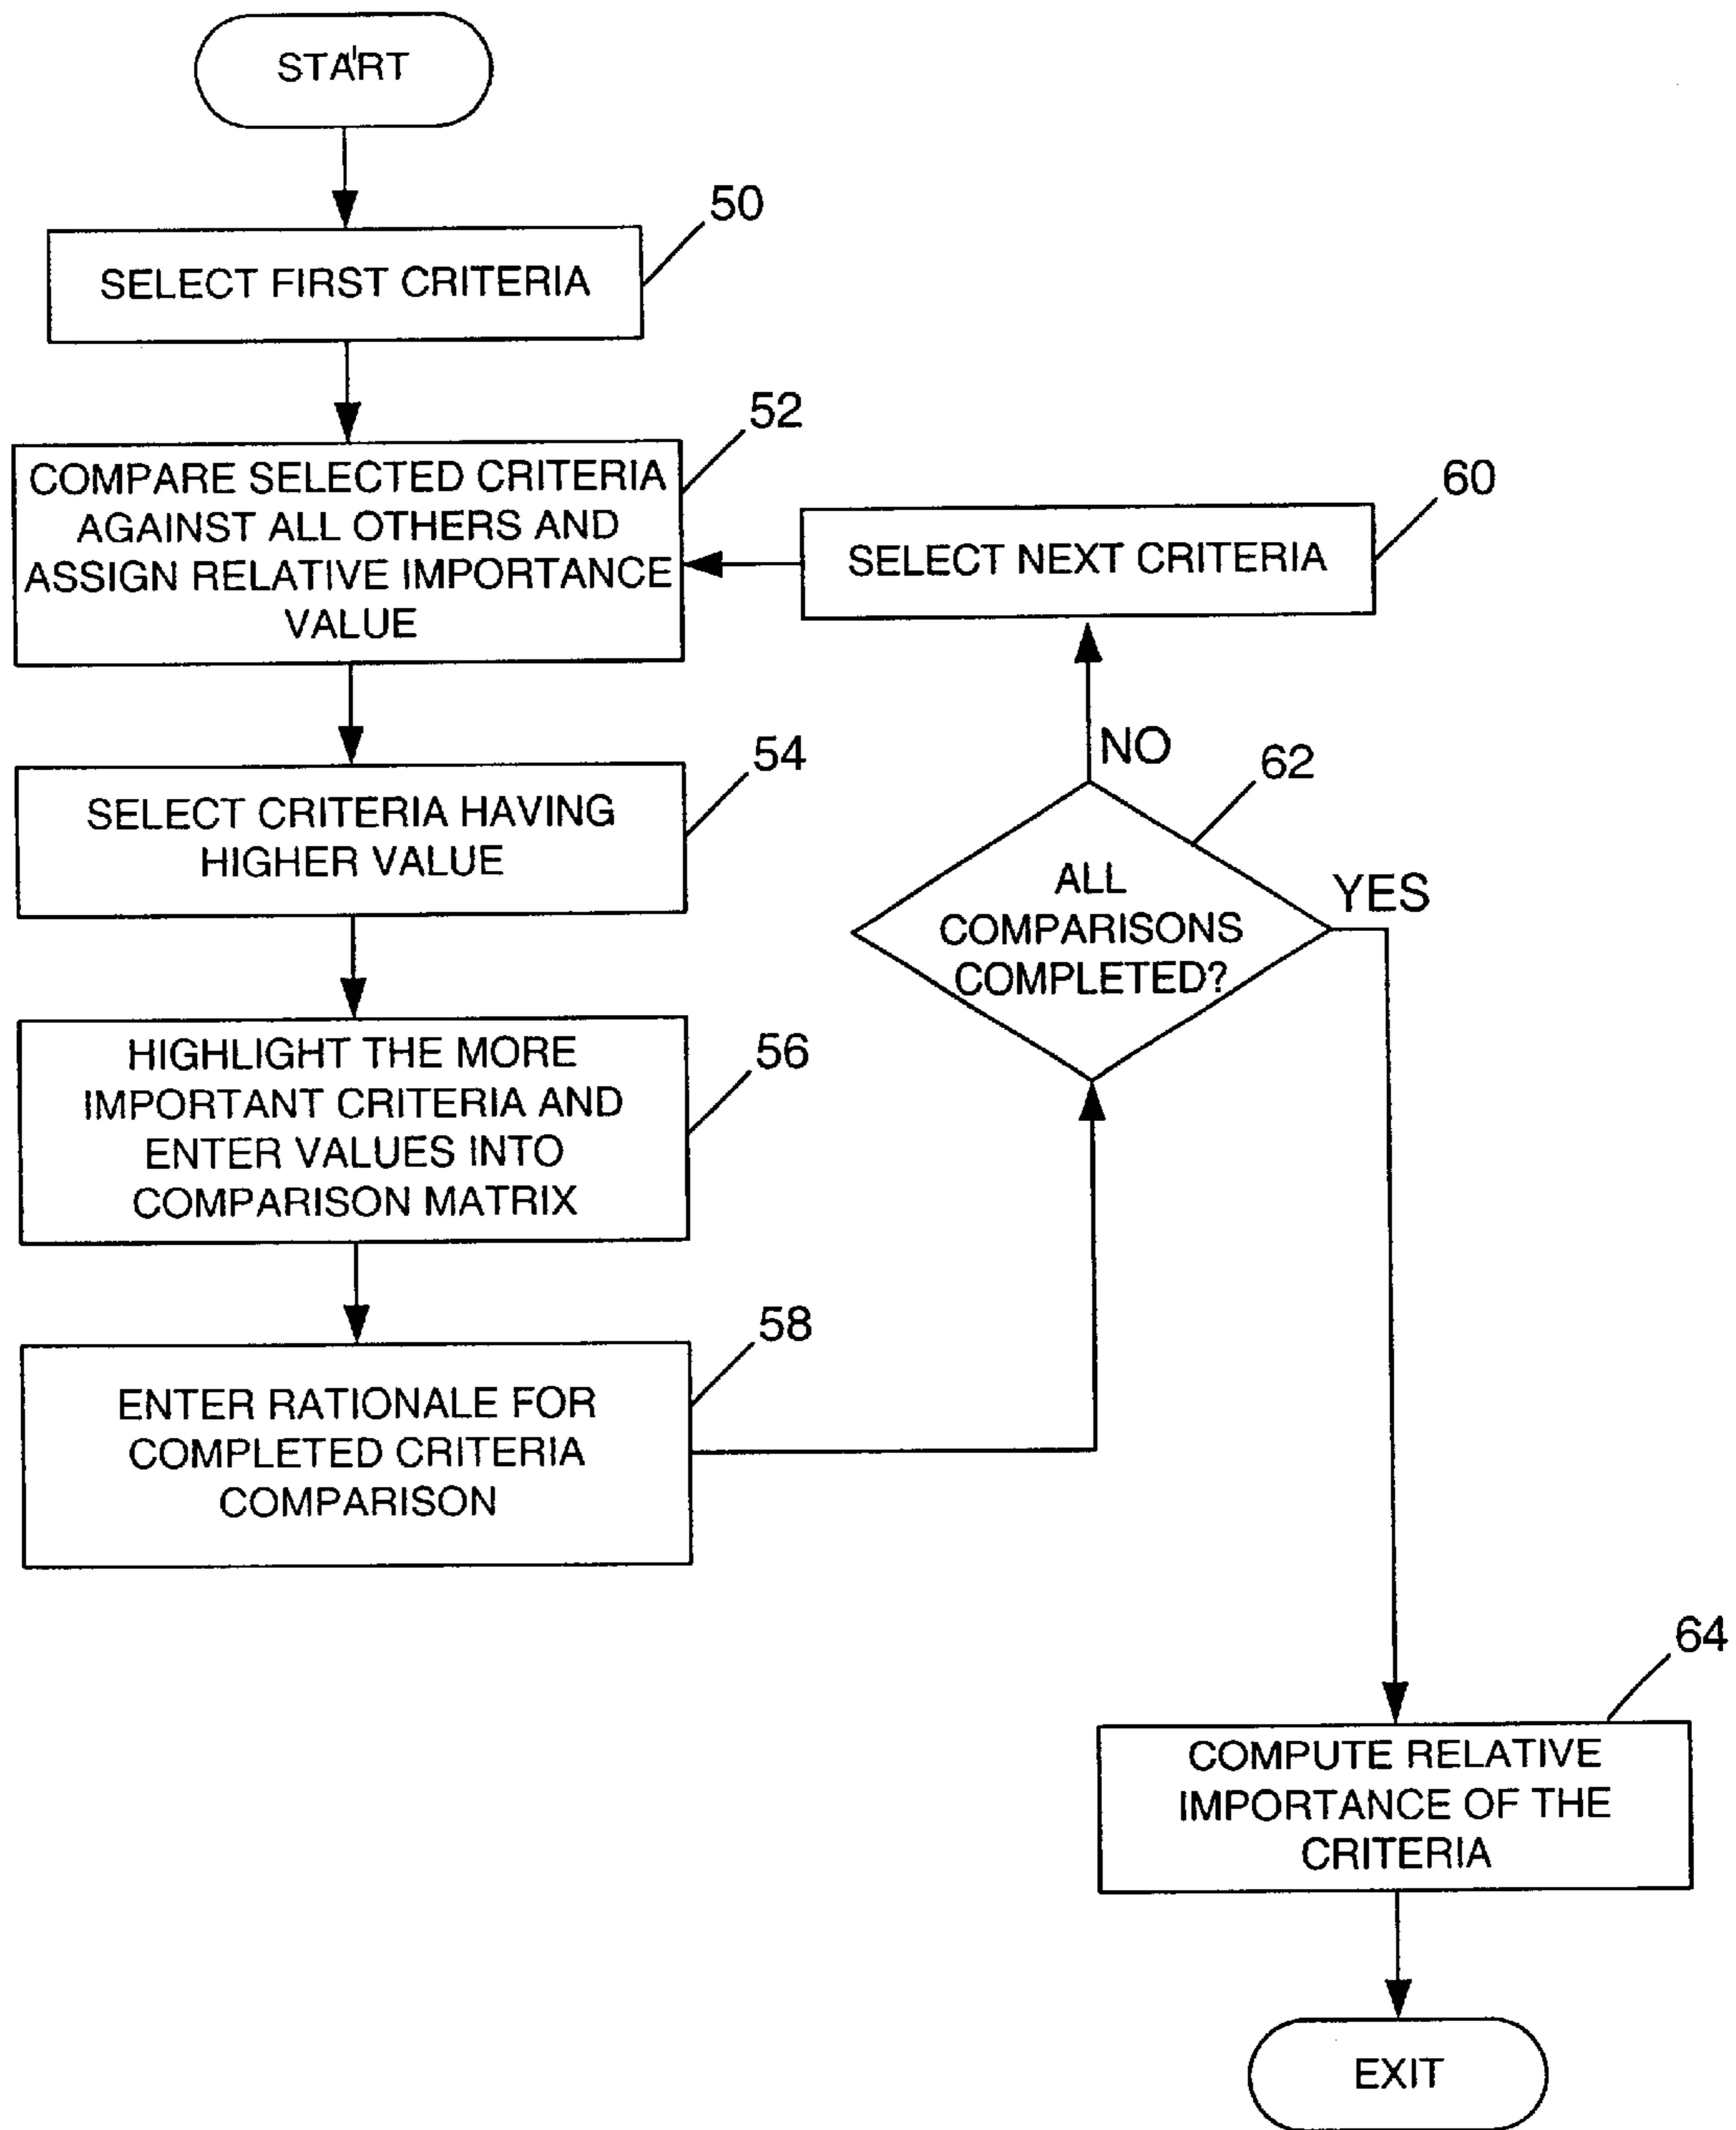 START
50
SELECT FIRST CRITERIA
52
COMPARE SELECTED CRITERIA
AGAINST ALL OTHERS AND
ASSIGN RELATIVE IMPORTANCE
VALUE
60
SELECT NEXT CRITERIA
54
SELECT CRITERIA HAVING
HIGHER VALUE
NO
62
ALL
COMPARISONS
COMPLETED?
YES
56
HIGHLIGHT THE MORE
IMPORTANT CRITERIA AND
ENTER VALUES INTO
COMPARISON MATRIX
58
ENTER RATIONALE FOR
COMPLETED CRITERIA
COMPARISON
64
COMPUTE RELATIVE
IMPORTANCE OF THE
CRITERIA
EXIT